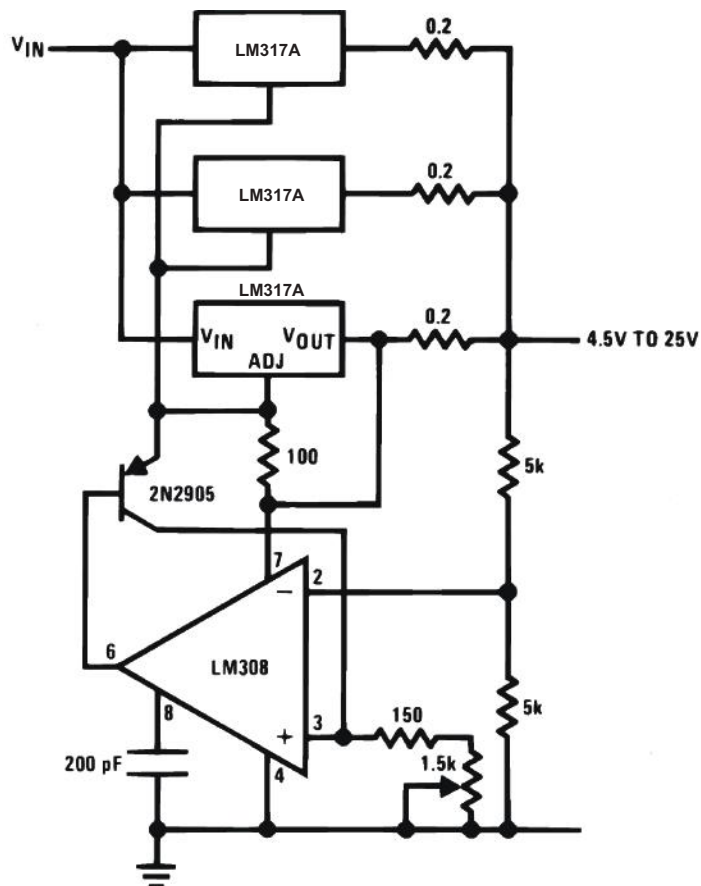 LM317A
0.2
VIN
LM317A
0.2
LM317A
VIN
VOUT
ADJ
0.2
4.5V TO 25V
100
5k
2N2905
7
2
−
6
LM308
8
3
+
4
150
1.5k
5k
200 pF